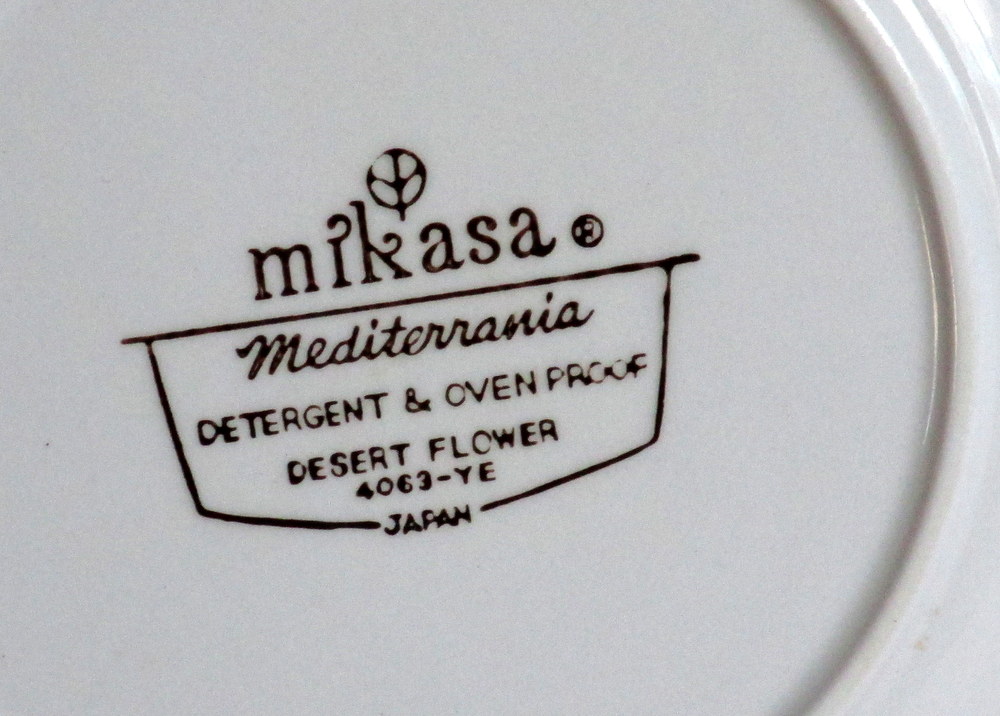 mikasa ®
Mediterrania
DETERGENT & OVEN PROOF
DESERT FLOWER
4063-YE
JAPAN